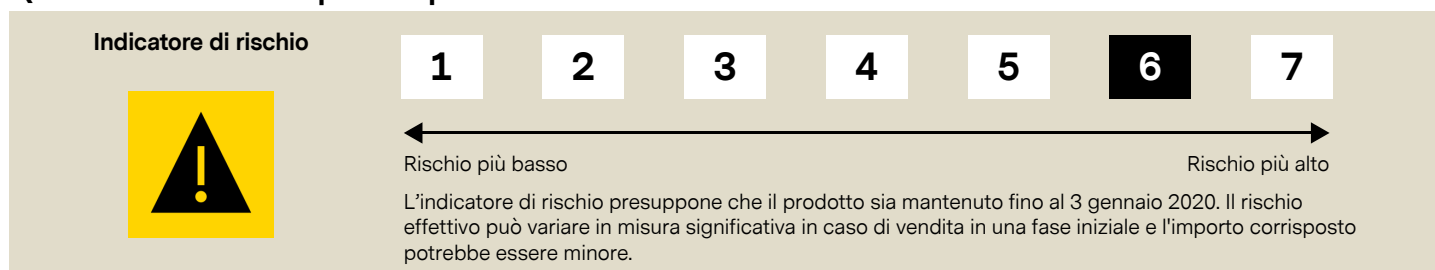 Indicatore di rischio
1 2 3 4 5 6 7
Rischio più basso Rischio più alto
L'indicatore di rischio presuppone che il prodotto sia mantenuto fino al 3 gennaio 2020. Il rischio
effettivo può variare in misura significativa in caso di vendita in una fase iniziale e l'importo corrisposto
potrebbe essere minore.